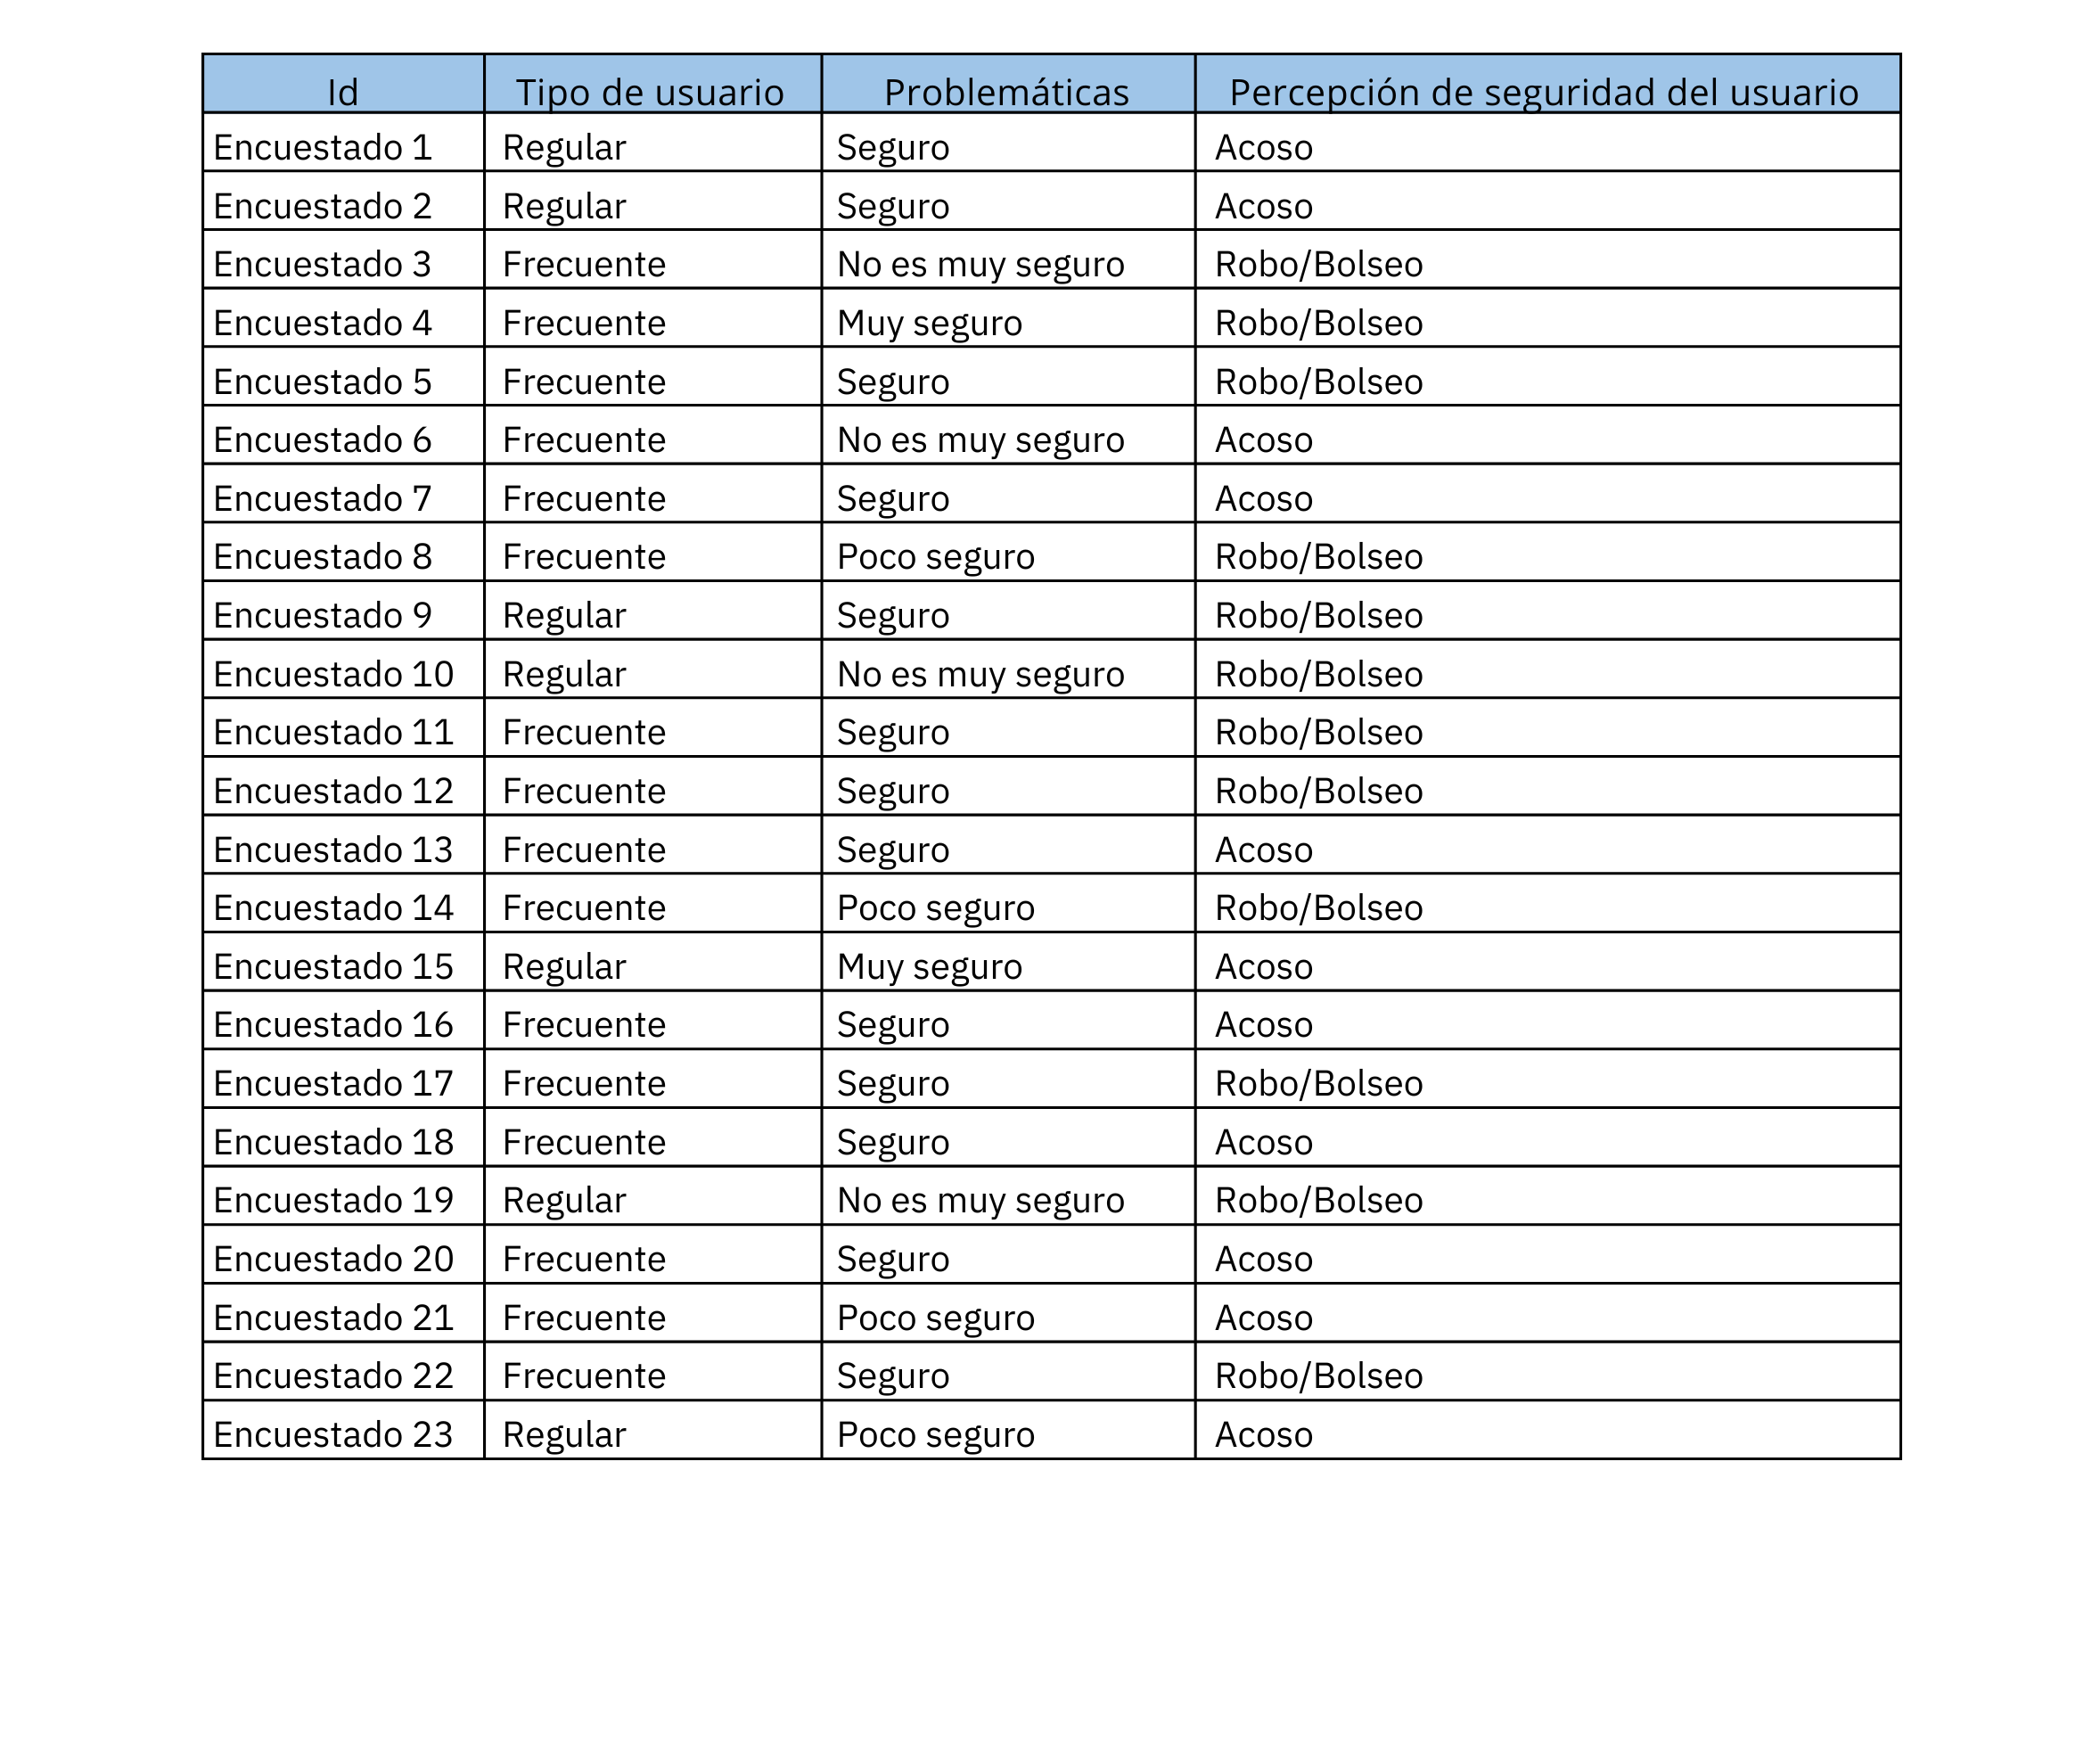 Id Tipo de usuario Problemáticas Percepción de seguridad del usuario
Encuestado 1 Regular Seguro Acoso
Encuestado 2 Regular Seguro Acoso
Encuestado 3 Frecuente No es muy seguro Robo/Bolseo
Encuestado 4 Frecuente Muy seguro Robo/Bolseo
Encuestado 5 Frecuente Seguro Robo/Bolseo
Encuestado 6 Frecuente No es muy seguro Acoso
Encuestado 7 Frecuente Seguro Acoso
Encuestado 8 Frecuente Poco seguro Robo/Bolseo
Encuestado 9 Regular Seguro Robo/Bolseo
Encuestado 10 Regular No es muy seguro Robo/Bolseo
Encuestado 11 Frecuente Seguro Robo/Bolseo
Encuestado 12 Frecuente Seguro Robo/Bolseo
Encuestado 13 Frecuente Seguro Acoso
Encuestado 14 Frecuente Poco seguro Robo/Bolseo
Encuestado 15 Regular Muy seguro Acoso
Encuestado 16 Frecuente Seguro Acoso
Encuestado 17 Frecuente Seguro Robo/Bolseo
Encuestado 18 Frecuente Seguro Acoso
Encuestado 19 Regular No es muy seguro Robo/Bolseo
Encuestado 20 Frecuente Seguro Acoso
Encuestado 21 Frecuente Poco seguro Acoso
Encuestado 22 Frecuente Seguro Robo/Bolseo
Encuestado 23 Regular Poco seguro Acoso